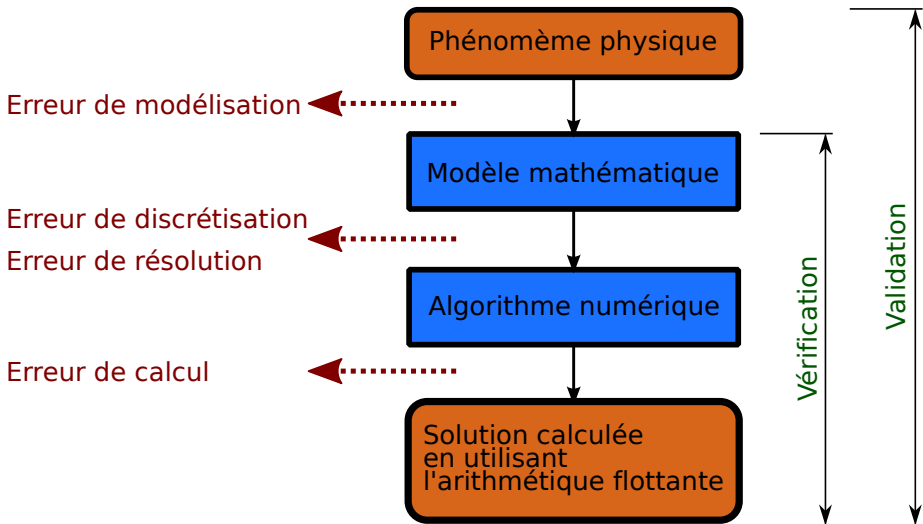 Phénomème physique
Erreur de modélisation
Modèle mathématique
Erreur de discrétisation
Erreur de résolution
Algorithme numérique
Erreur de calcul
Solution calculée
en utilisant
l'arithmétique flottante
Vérification
Validation